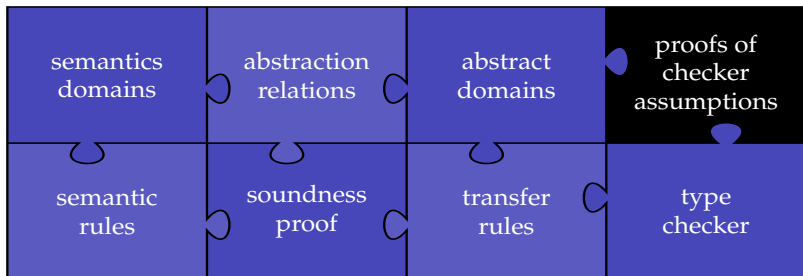 semantics
domains
abstraction
relations
abstract
domains
proofs of
checker
assumptions
semantic
rules
soundness
proof
transfer
rules
type
checker